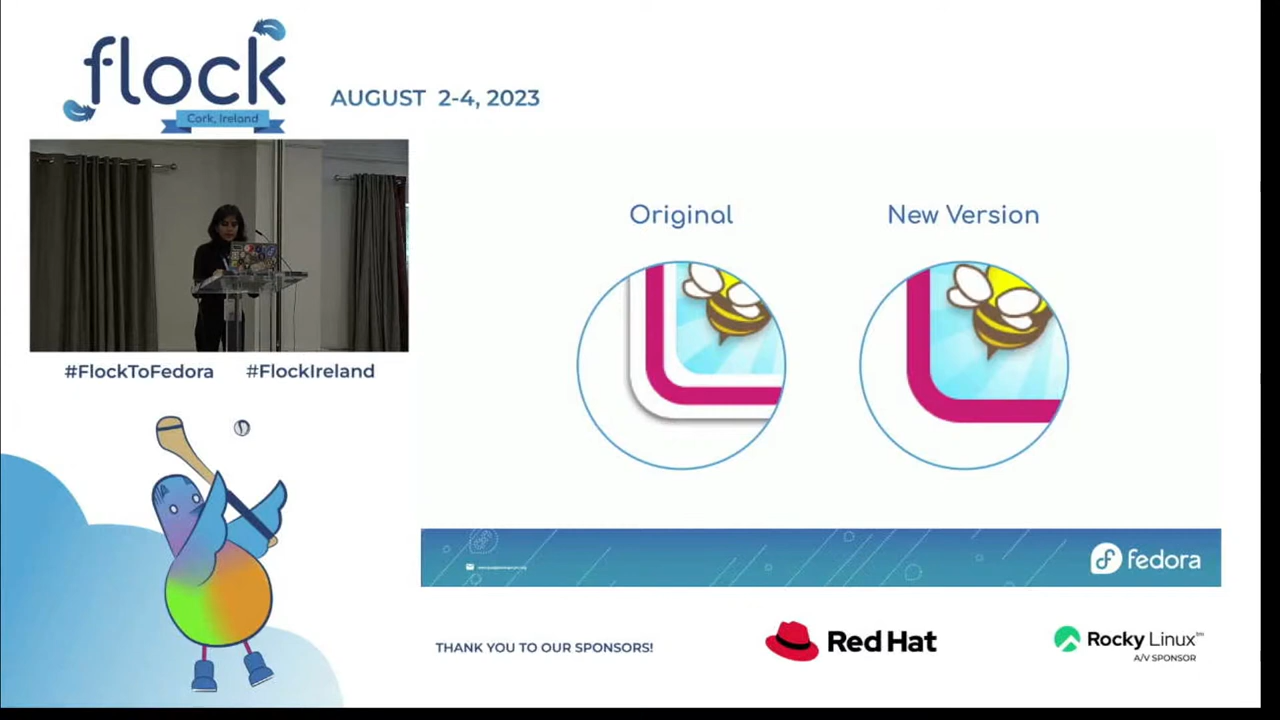 flock
Cork, Ireland
AUGUST 2-4, 2023
Original
New Version
#FlockToFedora
#FlockIreland
fedora
THANK YOU TO OUR SPONSORS!
Red Hat
Rocky Linux™
A/V SPONSOR